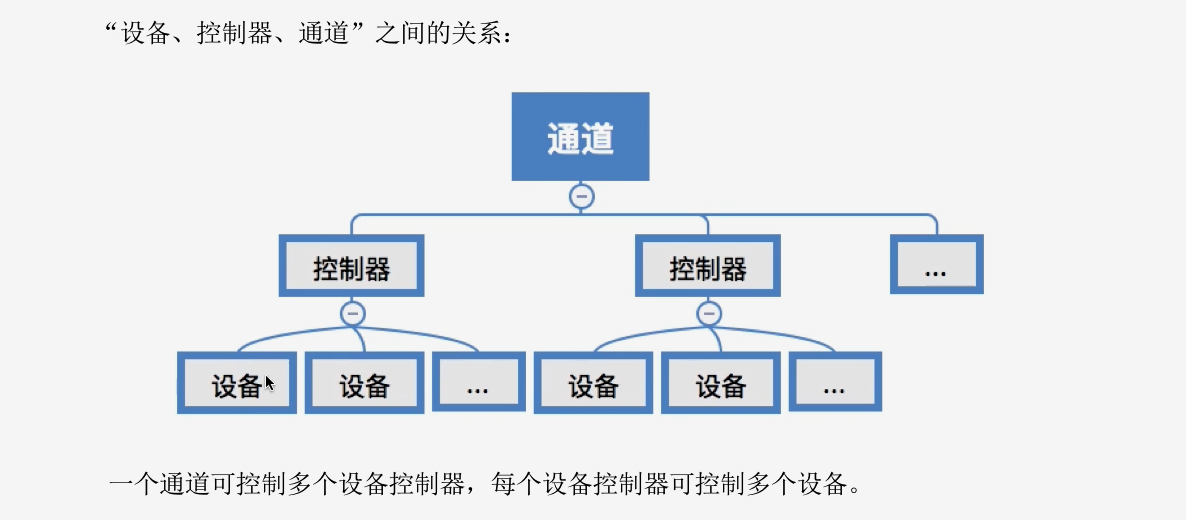 “设备、控制器、通道”之间的关系：
通道
控制器 控制器 ...
设备 设备 ... 设备 设备 ...
一个通道可控制多个设备控制器，每个设备控制器可控制多个设备。